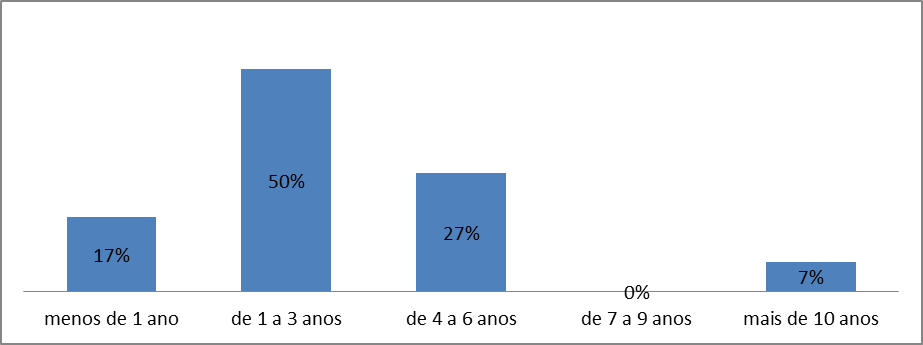 50%
27%
17%
7%
0%
menos de 1 ano
de 1 a 3 anos
de 4 a 6 anos
de 7 a 9 anos
mais de 10 anos